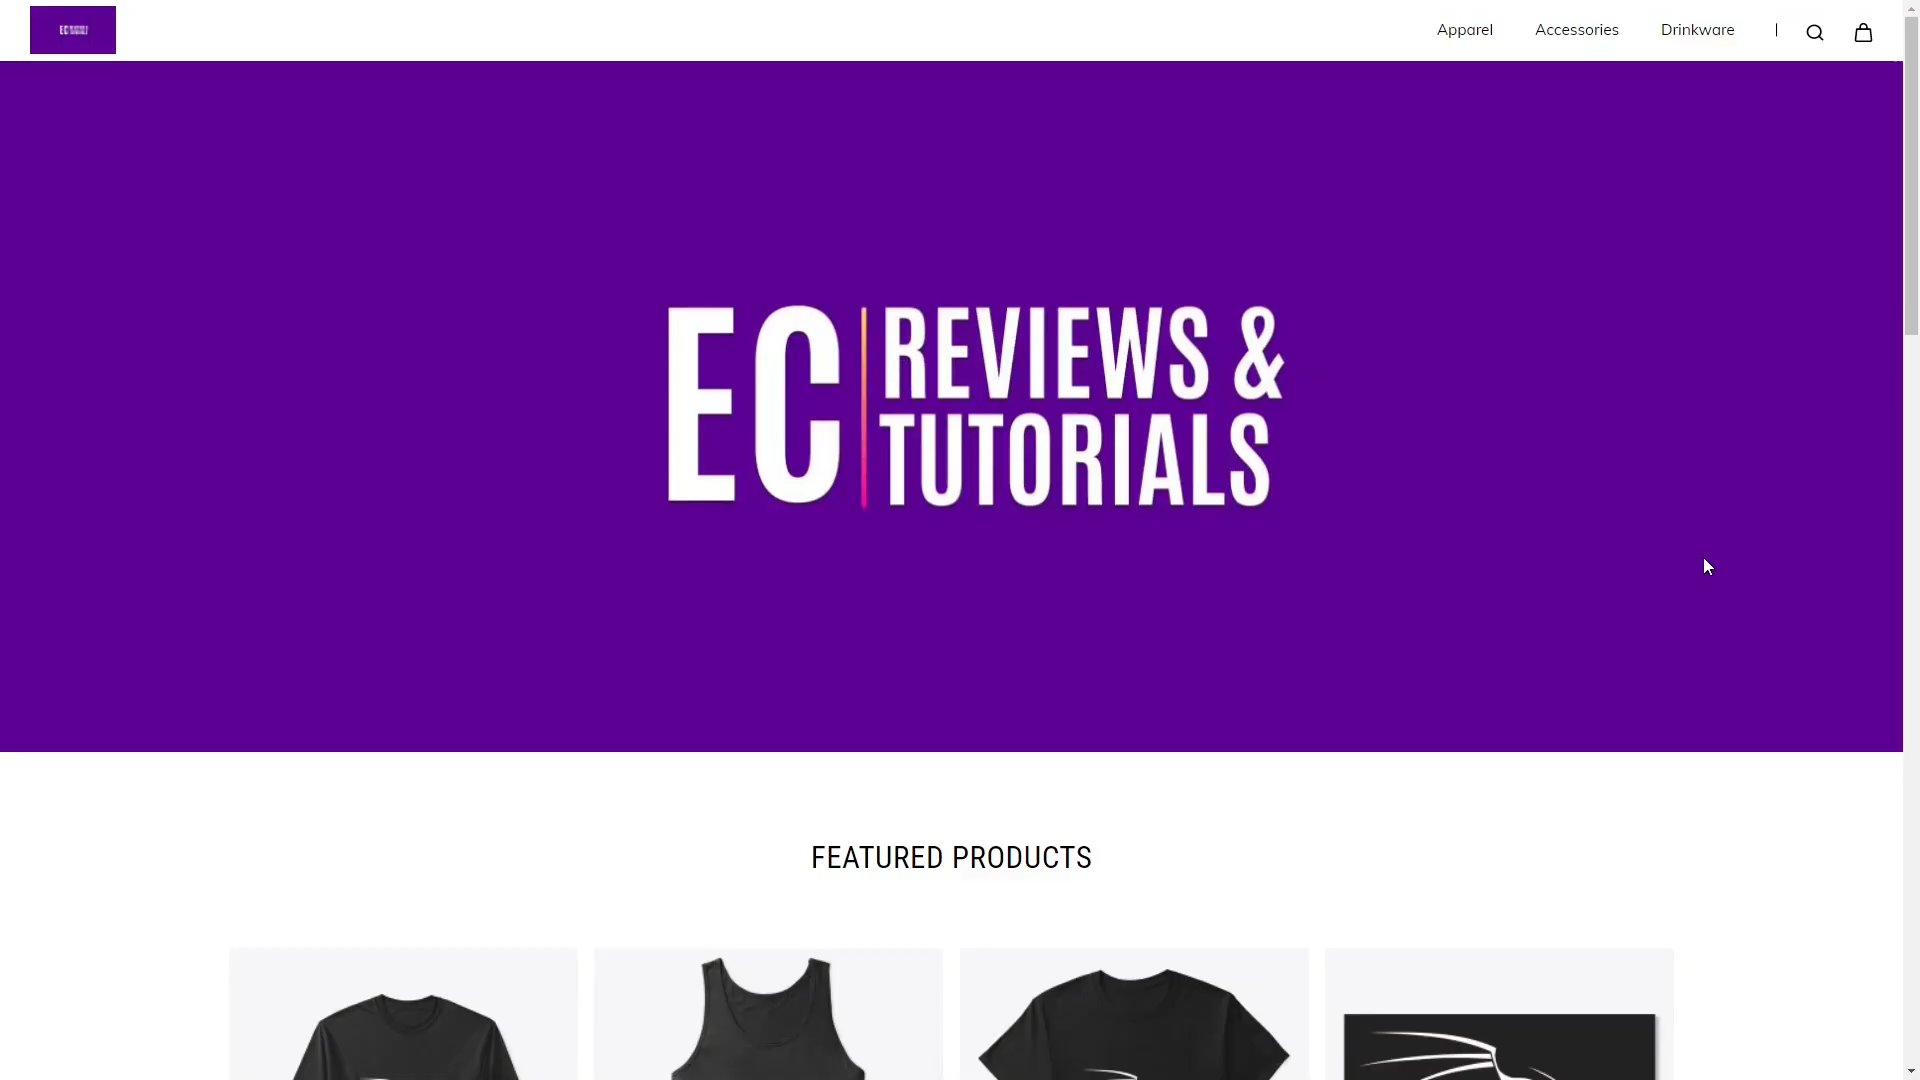 Apparel
Accessories
Drinkware
EC
REVIEWS &
TUTORIALS
FEATURED PRODUCTS